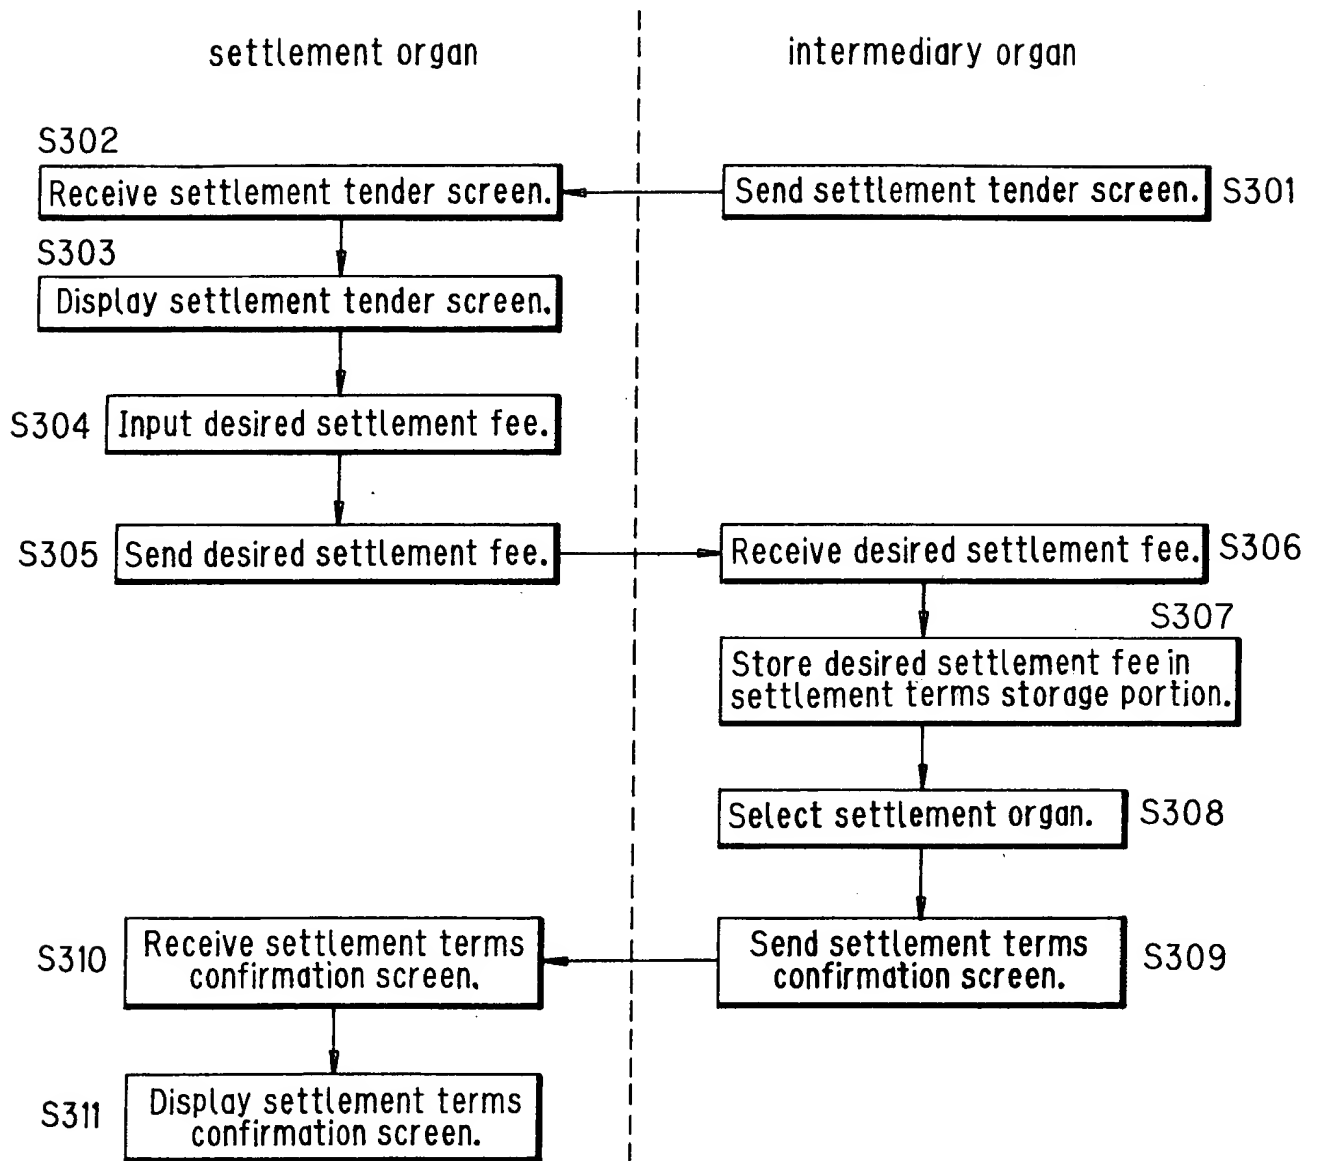 settlement organ
intermediary organ
S302
Receive settlement tender screen.
Send settlement tender screen.
S301
S303
Display settlement tender screen.
S304
Input desired settlement fee.
S305
Send desired settlement fee.
Receive desired settlement fee.
S306
S307
Store desired settlement fee in
settlement terms storage portion.
Select settlement organ.
S308
S310
Receive settlement terms
confirmation screen.
Send settlement terms
confirmation screen.
S309
S311
Display settlement terms
confirmation screen.